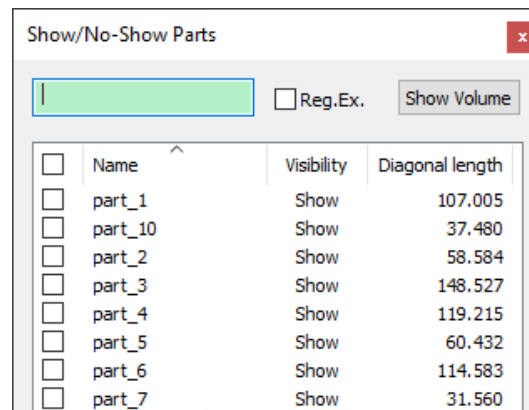 Show/No-Show Parts
x
Reg.Ex. Show Volume
Name Visibility Diagonal length
part_1 Show 107.005
part_10 Show 37.480
part_2 Show 58.584
part_3 Show 148.527
part_4 Show 119.215
part_5 Show 60.432
part_6 Show 114.583
part_7 Show 31.560